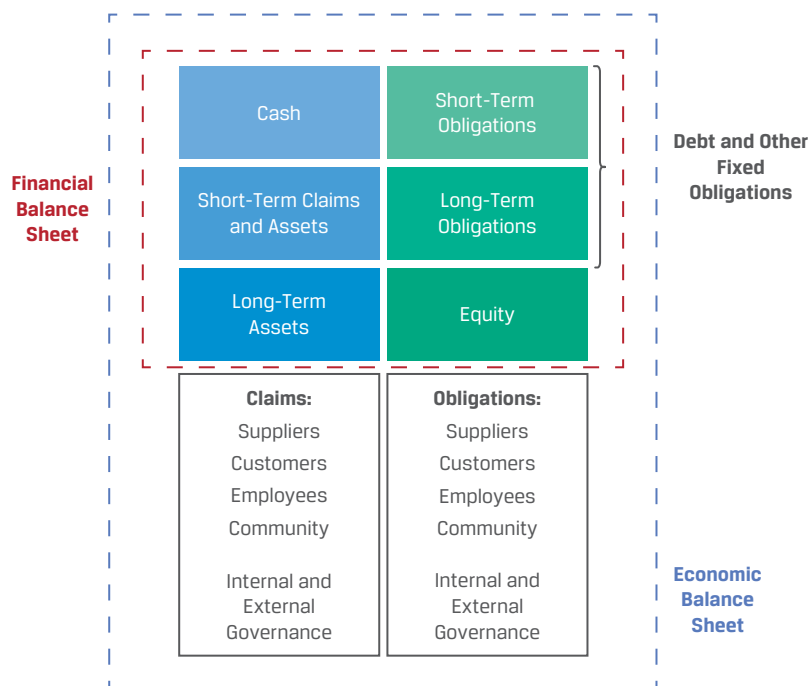 Cash
Short-Term
Obligations
Debt and Other
Fixed
Obligations
Financial
Balance
Sheet
Short-Term Claims
and Assets
Long-Term
Obligations
Long-Term
Assets
Equity
Claims:
Suppliers
Customers
Employees
Community
Internal and
External
Governance
Obligations:
Suppliers
Customers
Employees
Community
Internal and
External
Governance
Economic
Balance
Sheet